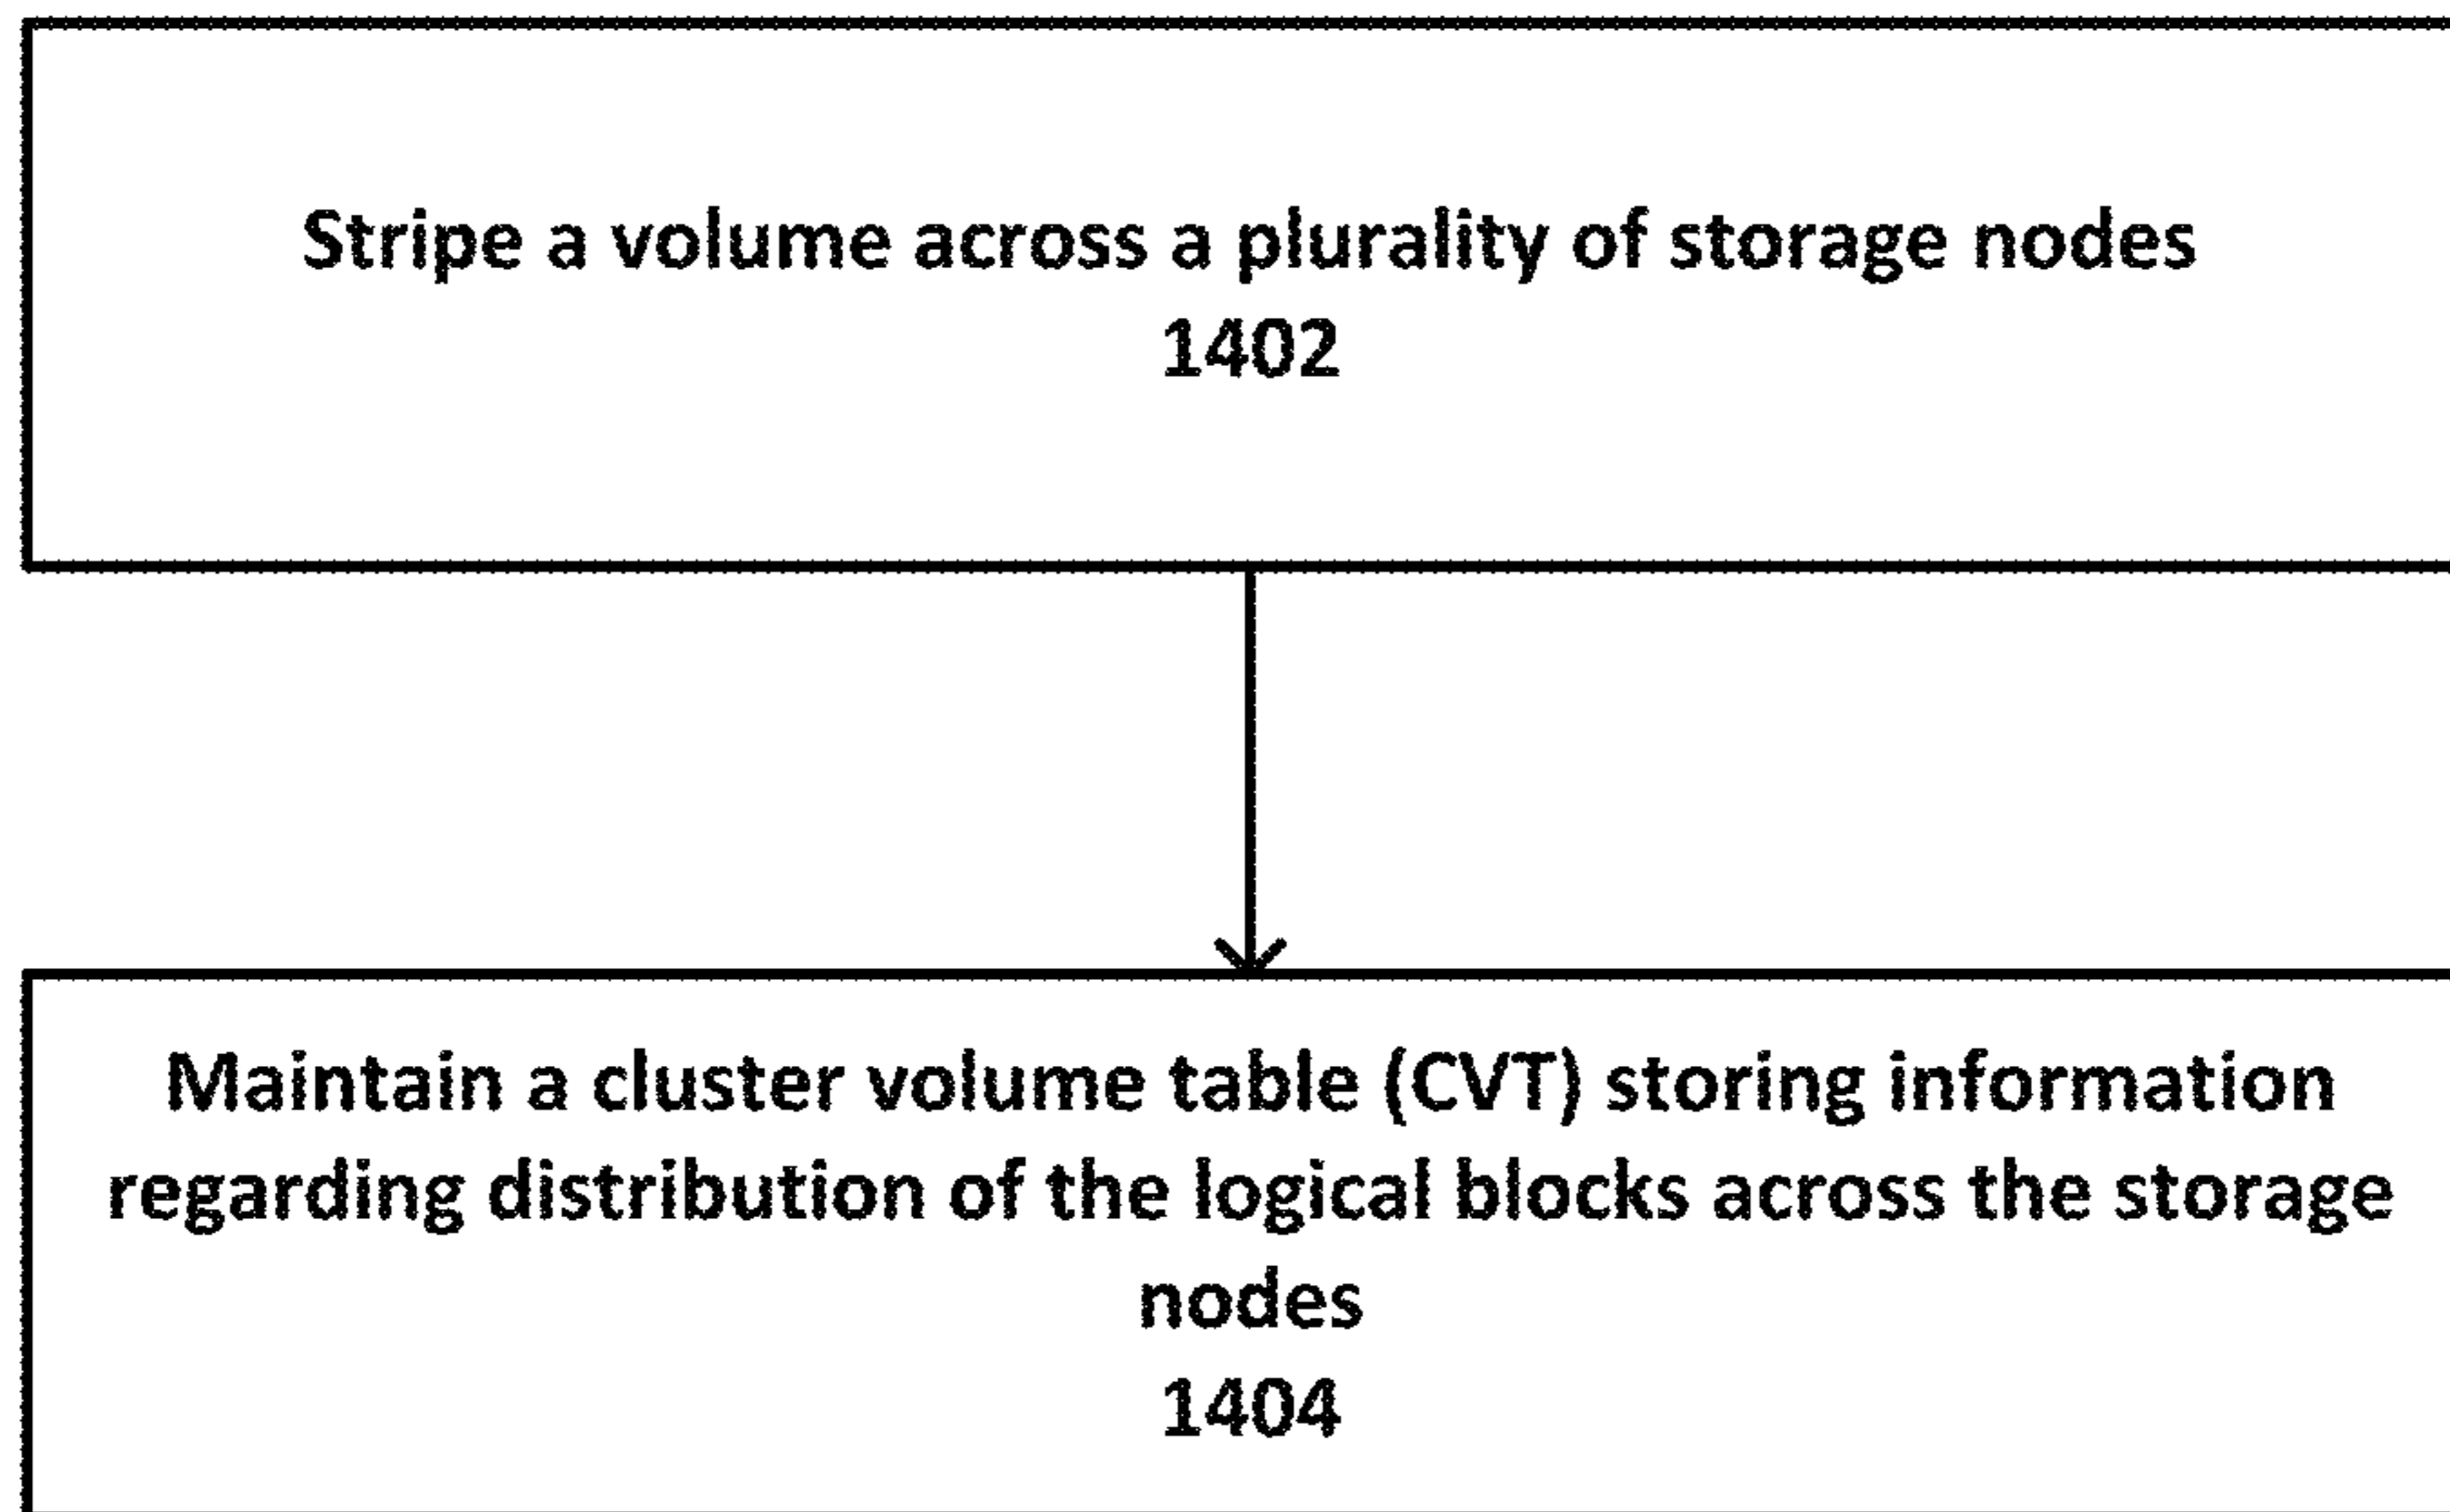 Stripe a volume across a plurality of storage nodes
1402
Maintain a cluster volume table (CVT) storing information
regarding distribution of the logical blocks across the storage
nodes
1404